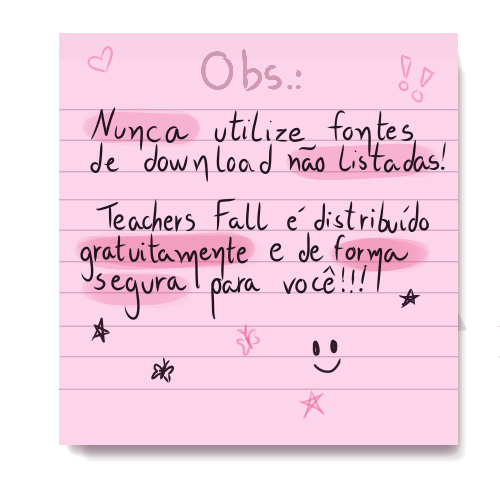 Obs.:
Nunca utilize fontes
de download não listadas!
Teachers Fall é distribuído
gratuitamente e de forma
segura para você!!!